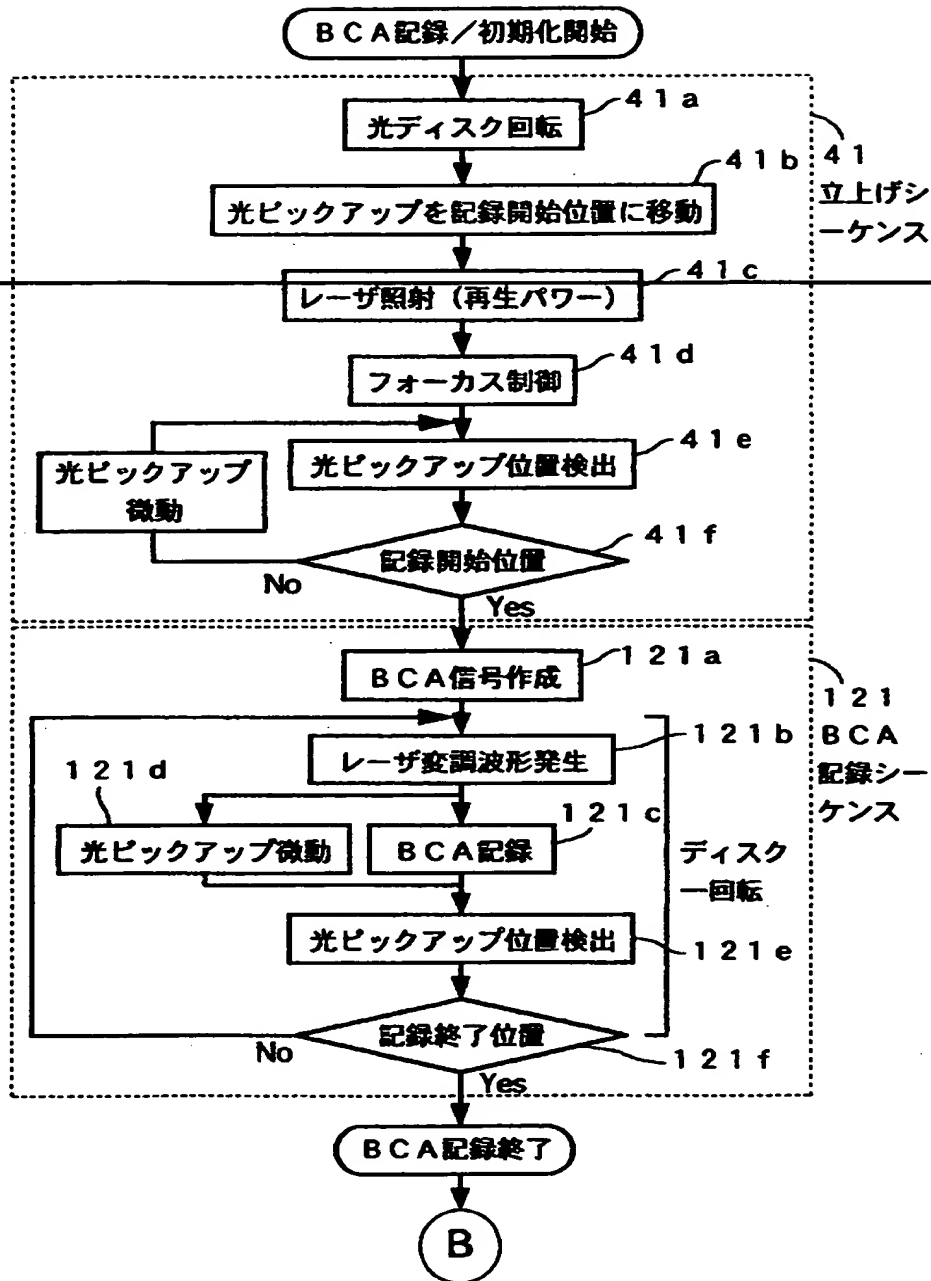 BCA記録／初期化開始
41a
光ディスク回転
41b
41
立上げシ
ーケンス
光ピックアップを記録開始位置に移動
41c
レーザ照射（再生パワー）
41d
フォーカス制御
41e
光ピックアップ位置検出
光ピックアップ
微動
41f
記録開始位置
No
Yes
121a
BCA信号作成
121
BCA
記録シー
ケンス
121b
レーザ変調波形発生
121d
121c
光ピックアップ微動
BCA記録
ディスク
一回転
光ピックアップ位置検出
121e
記録終了位置
No
121f
Yes
BCA記録終了
B